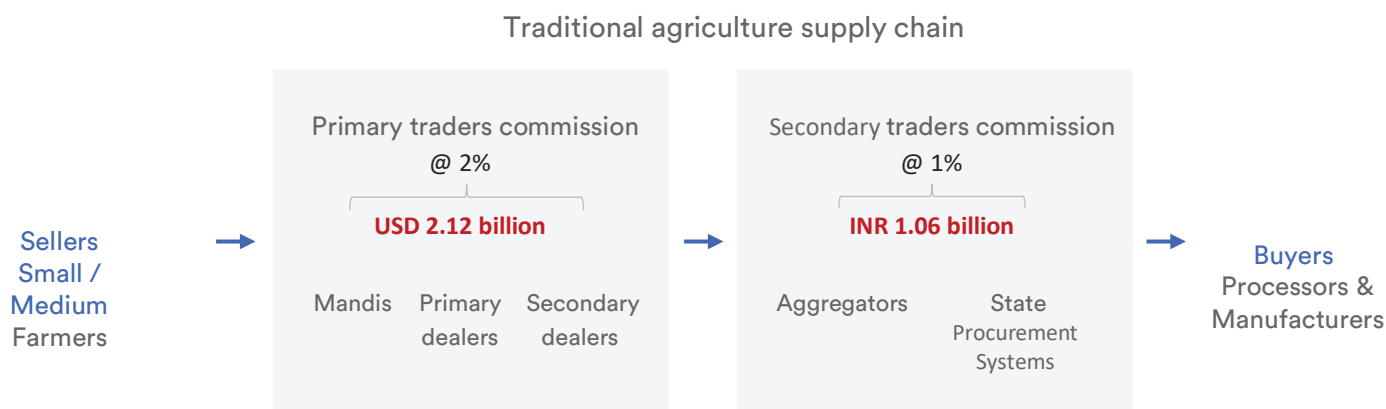 Traditional agriculture supply chain
Sellers
Small /
Medium
Farmers
Primary traders commission
@ 2%
USD 2.12 billion
Mandis
Primary
dealers
Secondary
dealers
Secondary traders commission
@ 1%
INR 1.06 billion
Aggregators
State
Procurement
Systems
Buyers
Processors &
Manufacturers